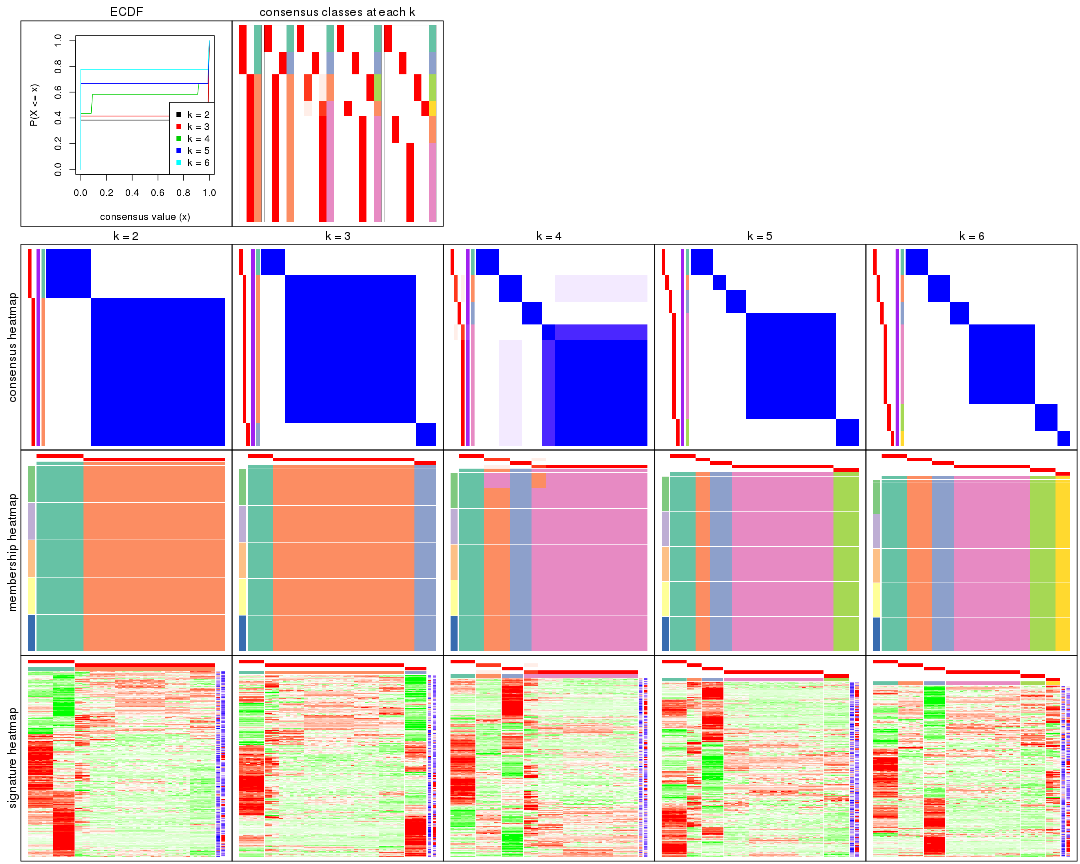 ECDF
consensus classes at each k
P(X <= x)
0.0 0.2 0.4 0.6 0.8 1.0
k = 2
k = 3
k = 4
k = 5
k = 6
0.0 0.2 0.4 0.6 0.8 1.0
consensus value (x)
k = 2 k = 3 k = 4 k = 5 k = 6
consensus heatmap
membership heatmap
signature heatmap